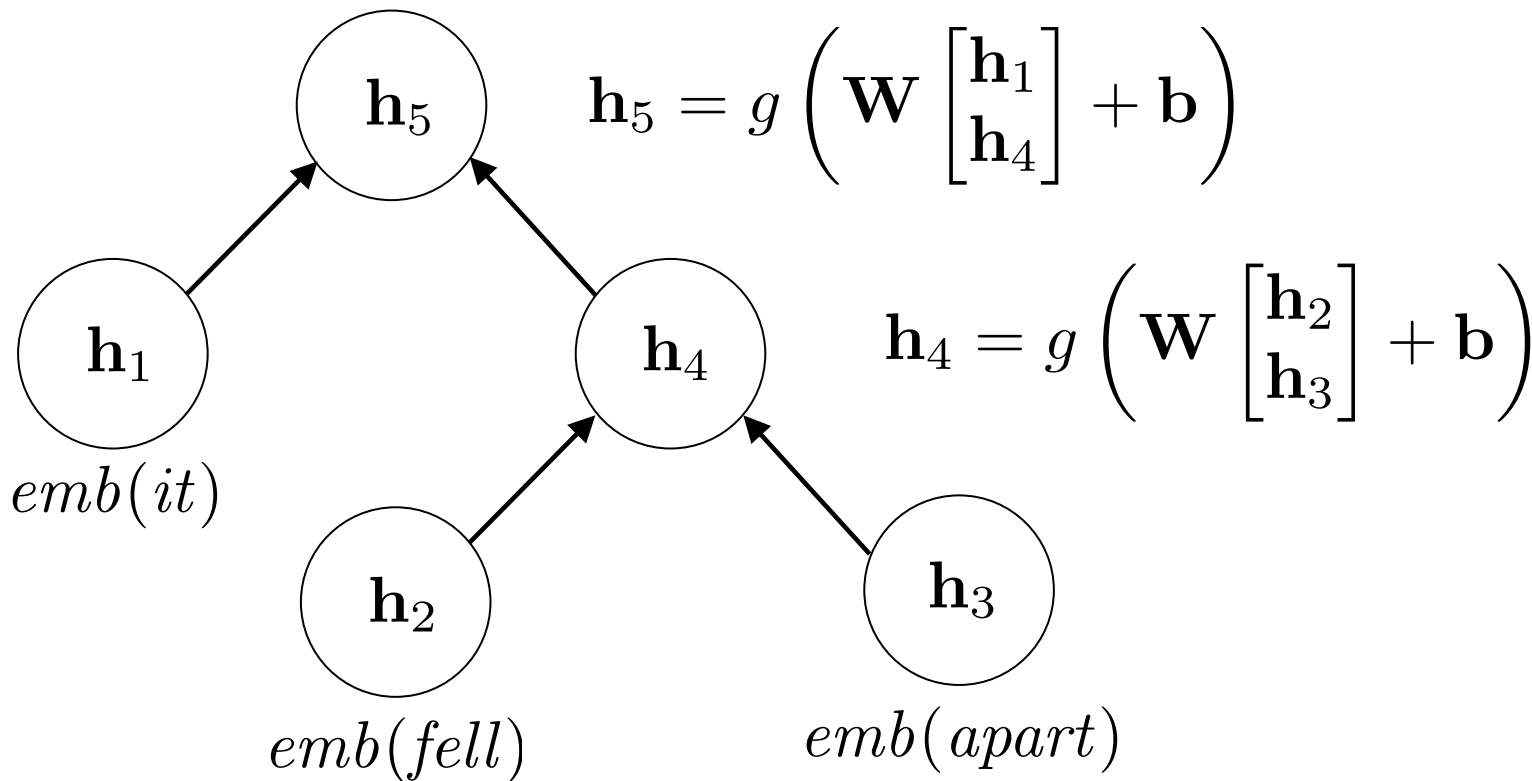 h₅ h₅ = g (W [h₁ h₄] + b)
h₁ h₄ h₄ = g (W [h₂ h₃] + b)
emb(it)
h₂ h₃
emb(fell) emb(apart)